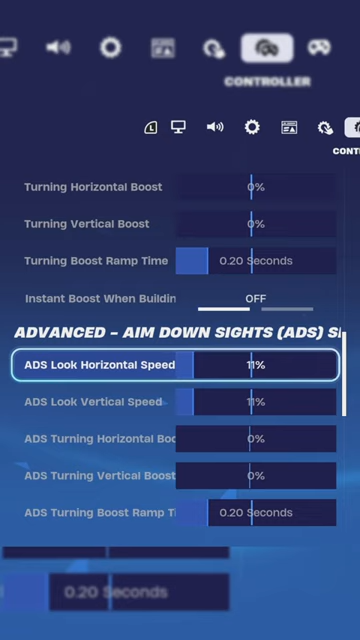 CONTROLLER
L
CONT
Turning Horizontal Boost 0%
Turning Vertical Boost 0%
Turning Boost Ramp Time 0.20 Seconds
Instant Boost When Buildin OFF
ADVANCED – AIM DOWN SIGHTS (ADS) S
ADS Look Horizontal Speed 11%
ADS Look Vertical Speed 11%
ADS Turning Horizontal Boo 0%
ADS Turning Vertical Boost 0%
ADS Turning Boost Ramp Ti 0.20 Seconds
0.20 Seconds